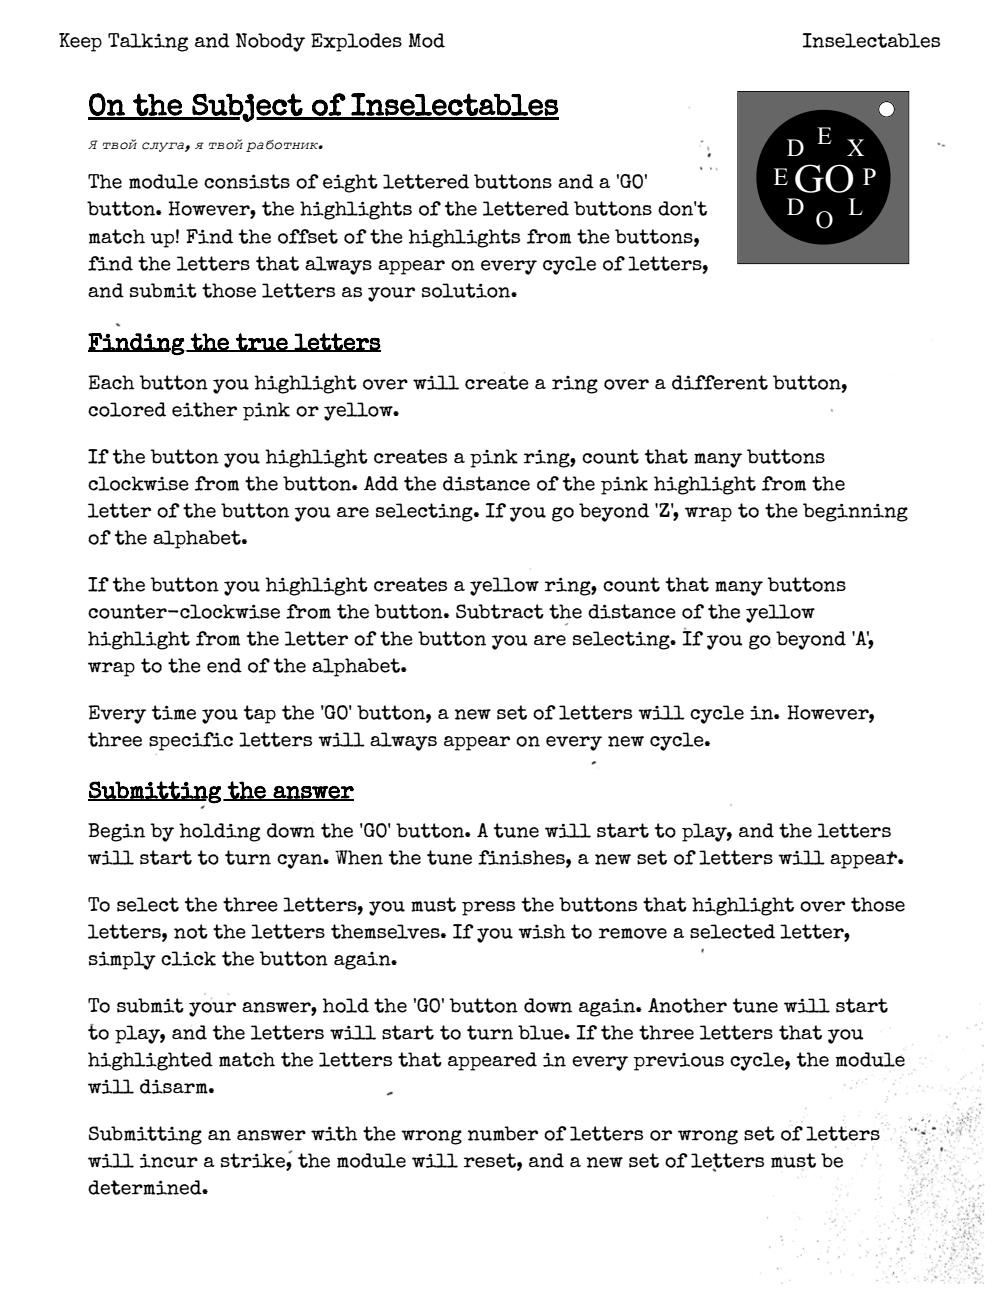 Keep Talking and Nobody Explodes Mod
Inselectables
On the Subject of Inselectables
Я твой слуга, я твой работник.
The module consists of eight lettered buttons and a 'GO'
button. However, the highlights of the lettered buttons don't
match up! Find the offset of the highlights from the buttons,
find the letters that always appear on every cycle of letters,
and submit those letters as your solution.
E
D X
E GO P
D L
O
Finding the true letters
Each button you highlight over will create a ring over a different button,
colored either pink or yellow.
If the button you highlight creates a pink ring, count that many buttons
clockwise from the button. Add the distance of the pink highlight from the
letter of the button you are selecting. If you go beyond 'Z', wrap to the beginning
of the alphabet.
If the button you highlight creates a yellow ring, count that many buttons
counter-clockwise from the button. Subtract the distance of the yellow
highlight from the letter of the button you are selecting. If you go beyond 'A',
wrap to the end of the alphabet.
Every time you tap the 'GO' button, a new set of letters will cycle in. However,
three specific letters will always appear on every new cycle.
Submitting the answer
Begin by holding down the 'GO' button. A tune will start to play, and the letters
will start to turn cyan. When the tune finishes, a new set of letters will appear.
To select the three letters, you must press the buttons that highlight over those
letters, not the letters themselves. If you wish to remove a selected letter,
simply click the button again.
To submit your answer, hold the 'GO' button down again. Another tune will start
to play, and the letters will start to turn blue. If the three letters that you
highlighted match the letters that appeared in every previous cycle, the module
will disarm.
Submitting an answer with the wrong number of letters or wrong set of letters
will incur a strike, the module will reset, and a new set of letters must be
determined.